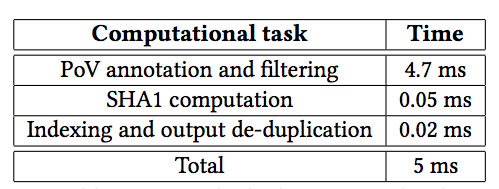 Computational task Time
PoV annotation and filtering 4.7 ms
SHA1 computation 0.05 ms
Indexing and output de-duplication 0.02 ms
Total 5 ms